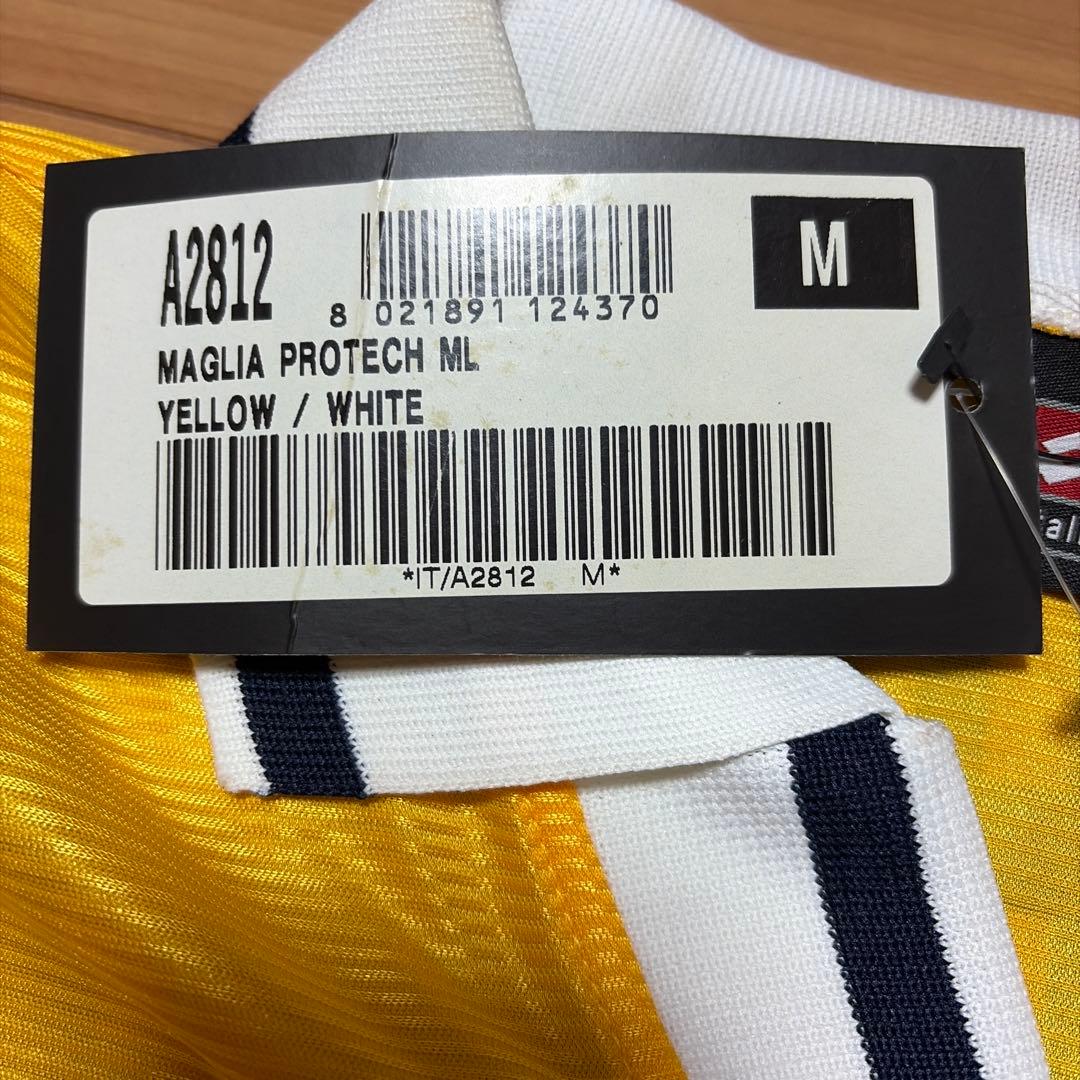 A2812
M
8 021891 124370
MAGLIA PROTECH ML
YELLOW / WHITE
*IT/A2812 M*